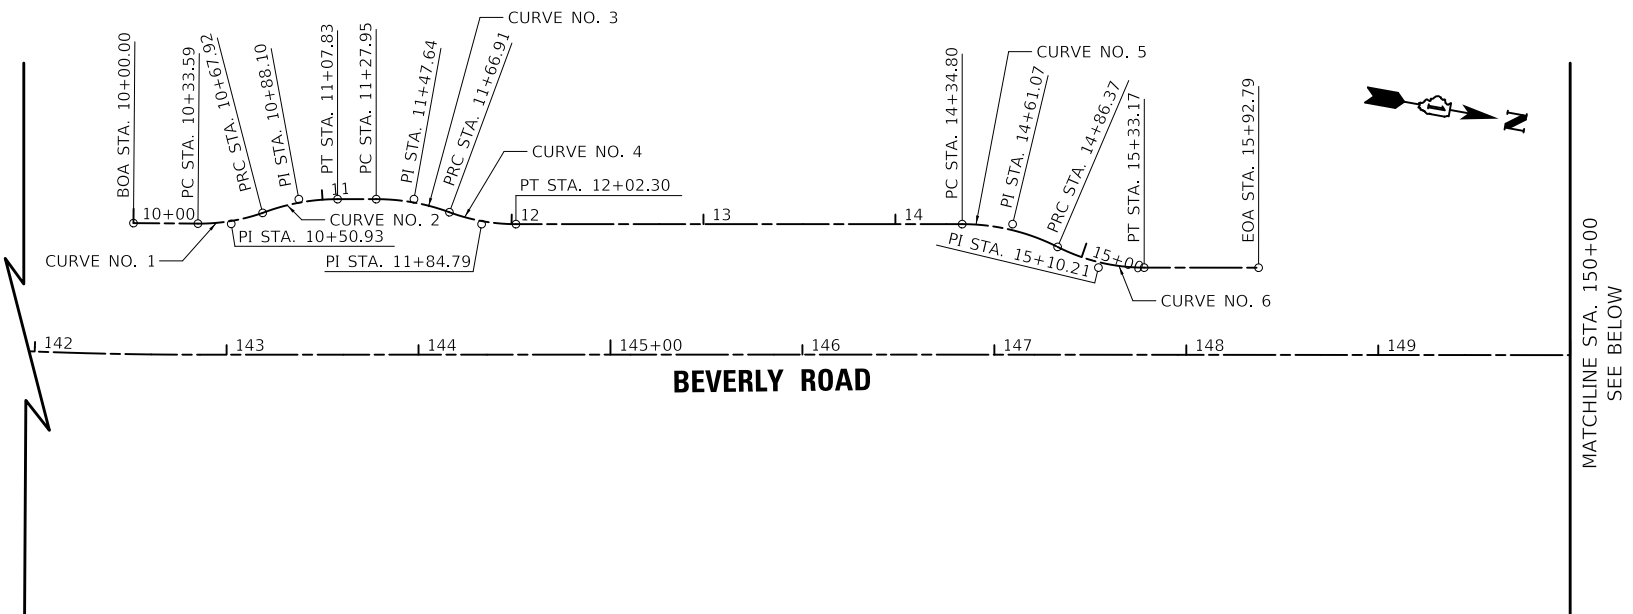 BOA STA. 10+00.00
PC STA. 10+33.59
PRC STA. 10+67.92
PI STA. 10+88.10
PT STA. 11+07.83
PC STA. 11+27.95
PI STA. 11+47.64
CURVE NO. 3
PRC STA. 11+66.91
CURVE NO. 4
PT STA. 12+02.30
PC STA. 14+34.80
CURVE NO. 5
PI STA. 14+61.07
PRC STA. 14+86.37
PT STA. 15+33.17
EOA STA. 15+92.79
1
N
10+00
11
12
13
14
15+00
CURVE NO. 2
PI STA. 10+50.93
CURVE NO. 1
PI STA. 11+84.79
PI STA. 15+10.21
CURVE NO. 6
142
143
144
145+00
146
147
148
149
BEVERLY ROAD
MATCHLINE STA. 150+00
SEE BELOW